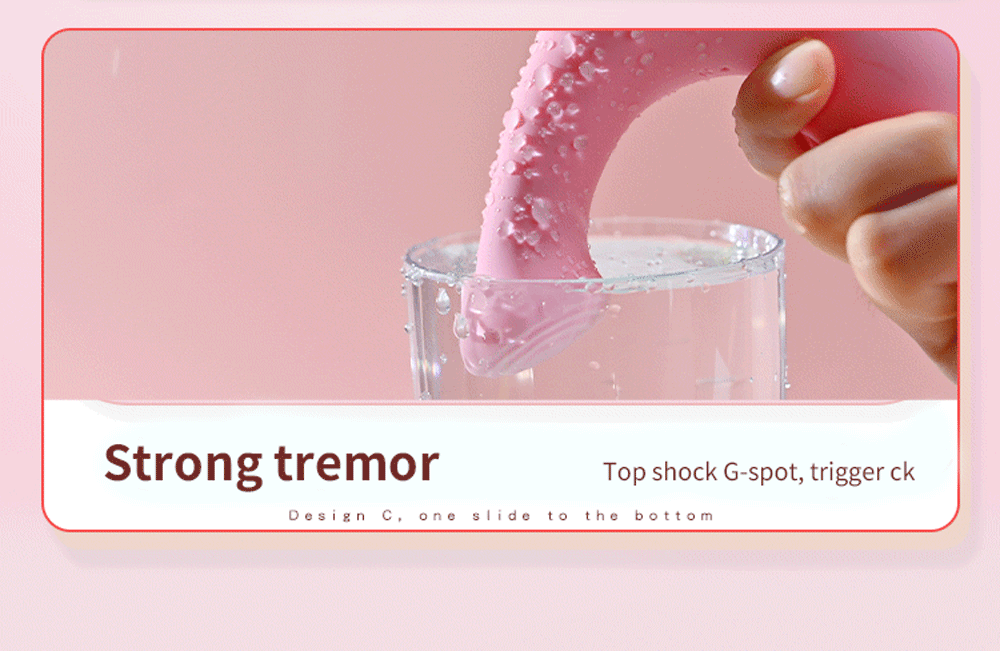 Strong tremor
Top shock G-spot, trigger ck
Design C, one slide to the bottom